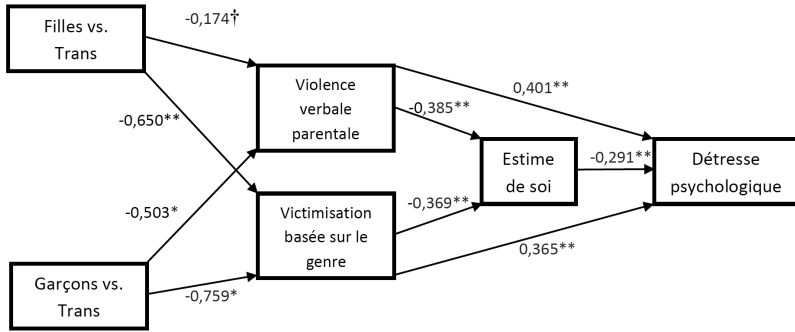 Filles vs.
Trans
-0,174†
-0,650**
Violence
verbale
parentale
0,401**
-0,385**
Estime
de soi
-0,291**
Détresse
psychologique
-0,503*
Victimisation
basée sur le
genre
-0,369**
0,365**
Garçons vs.
Trans
-0,759*